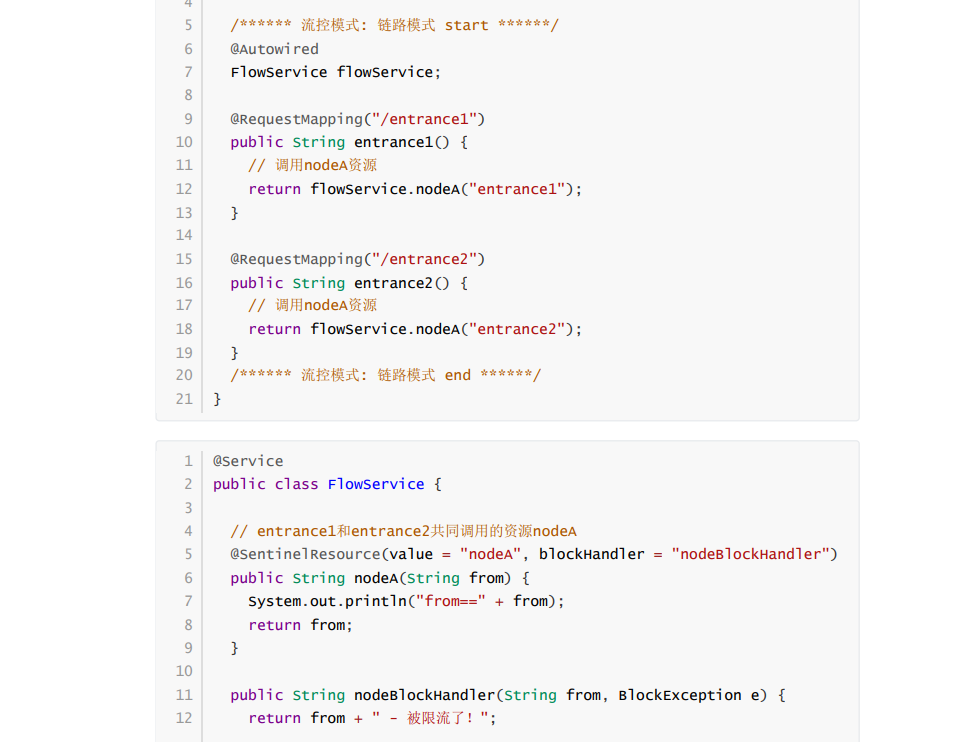 4
5 /****** 流控模式: 链路模式 start ******/
6 @Autowired
7 FlowService flowService;
8
9 @RequestMapping("/entrance1")
10 public String entrance1() {
11 // 调用nodeA资源
12 return flowService.nodeA("entrance1");
13 }
14
15 @RequestMapping("/entrance2")
16 public String entrance2() {
17 // 调用nodeA资源
18 return flowService.nodeA("entrance2");
19 }
20 /****** 流控模式: 链路模式 end ******/
21 }
1 @Service
2 public class FlowService {
3
4 // entrance1和entrance2共同调用的资源nodeA
5 @SentinelResource(value = "nodeA", blockHandler = "nodeBlockHandler")
6 public String nodeA(String from) {
7 System.out.println("from==" + from);
8 return from;
9 }
10
11 public String nodeBlockHandler(String from, BlockException e) {
12 return from + " - 被限流了! ";